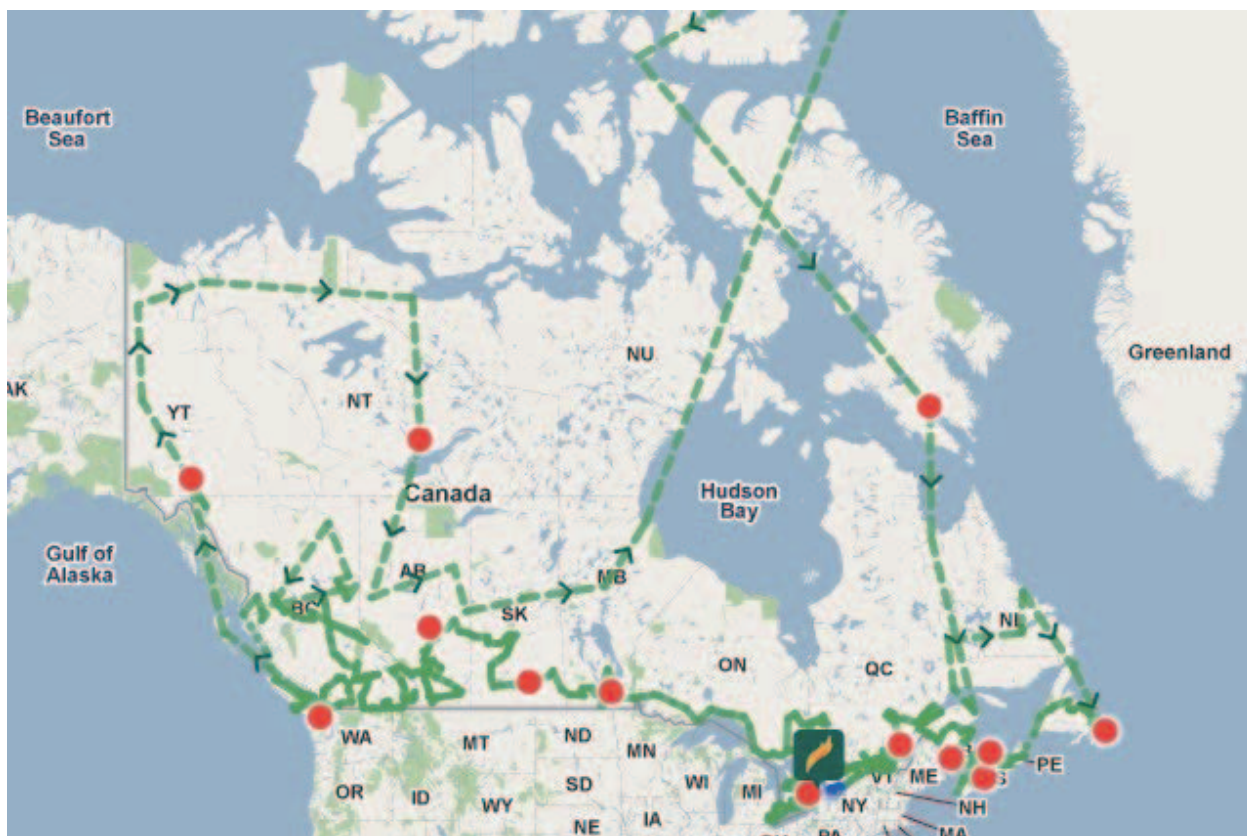 Beaufort
Sea
Baffin
Sea
Greenland
AK
YT
NT
NU
Canada
Hudson
Bay
Gulf of
Alaska
AB
MB
BC
SK
NL
ON
QC
WA
MT
ND
MN
OR
ID
WY
SD
NE
IA
WI
MI
NY
PA
VT
ME
PE
NH
MA